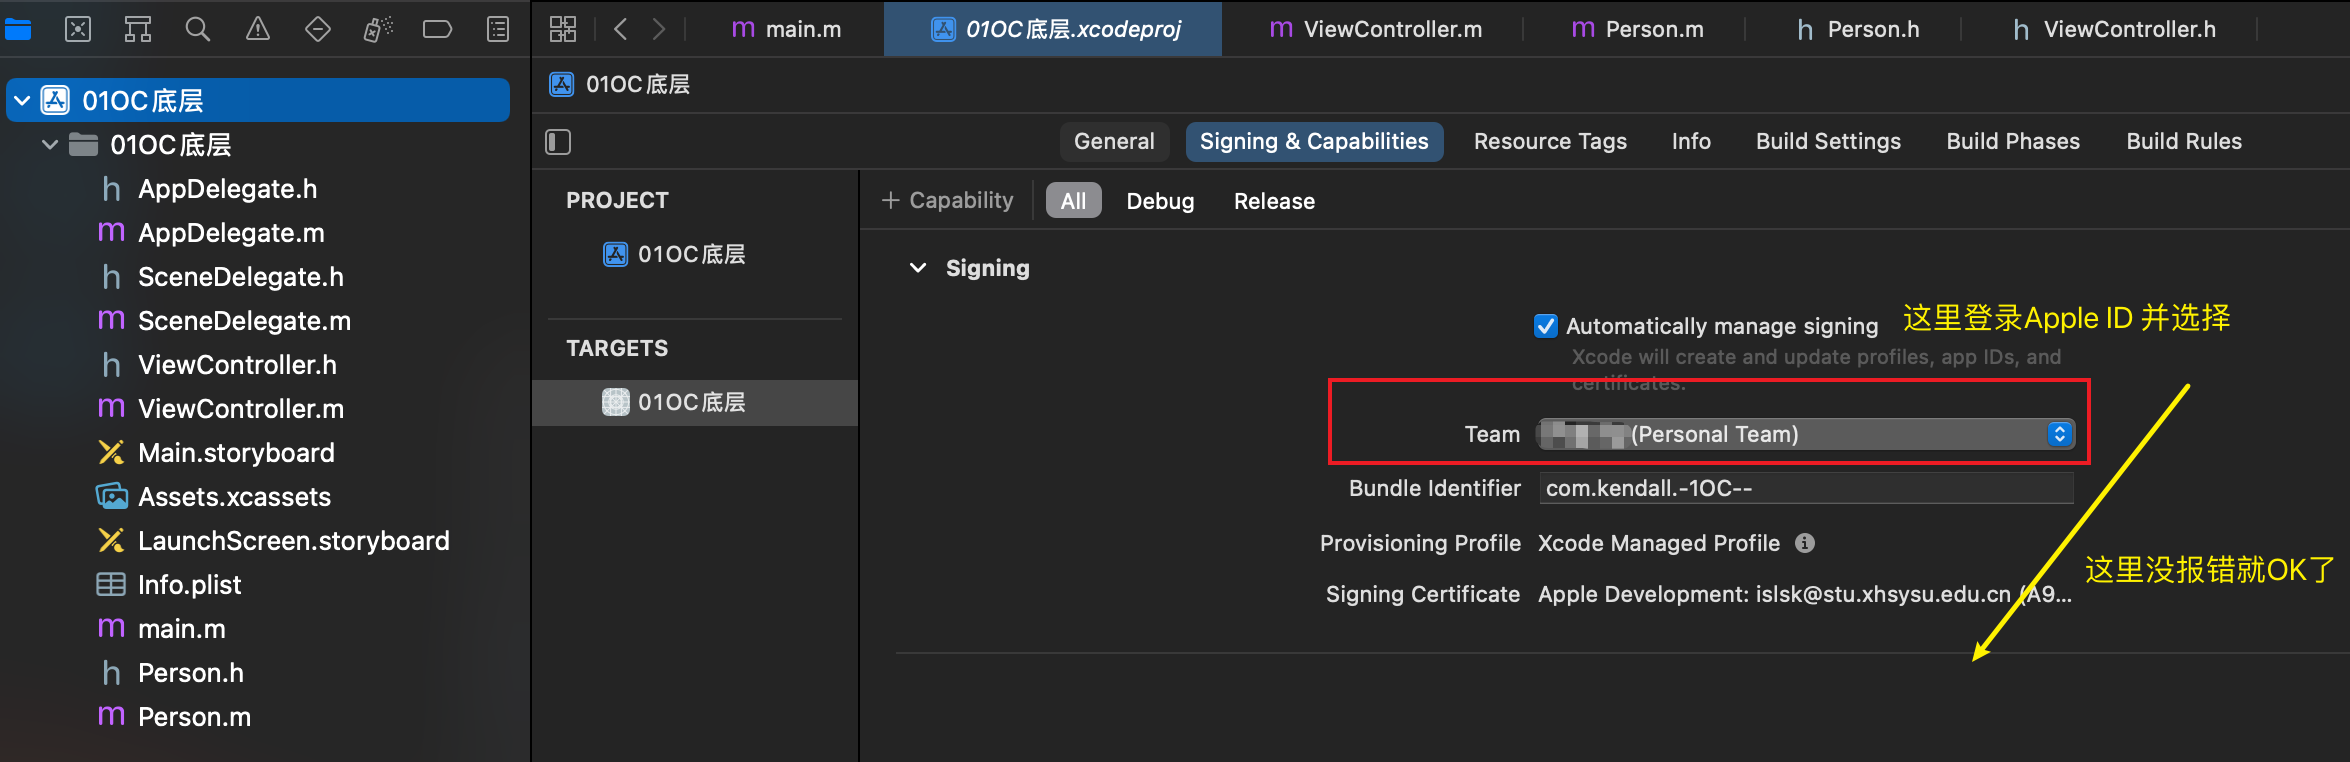 main.m
01OC底层.xcodeproj
ViewController.m
Person.m
Person.h
ViewController.h
01OC底层
01OC底层
AppDelegate.h
AppDelegate.m
SceneDelegate.h
SceneDelegate.m
ViewController.h
ViewController.m
Main.storyboard
Assets.xcassets
LaunchScreen.storyboard
Info.plist
main.m
Person.h
Person.m
01OC底层
General
Signing & Capabilities
Resource Tags
Info
Build Settings
Build Phases
Build Rules
PROJECT
01OC底层
TARGETS
01OC底层
+ Capability
All
Debug
Release
Signing
Automatically manage signing
这里登录Apple ID 并选择
Xcode will create and update profiles, app IDs, and
certificates.
Team
(Personal Team)
Bundle Identifier
com.kendall.-1OC--
Provisioning Profile
Xcode Managed Profile
这里没报错就OK了
Signing Certificate
Apple Development: islsk@stu.xhsysu.edu.cn (A9...